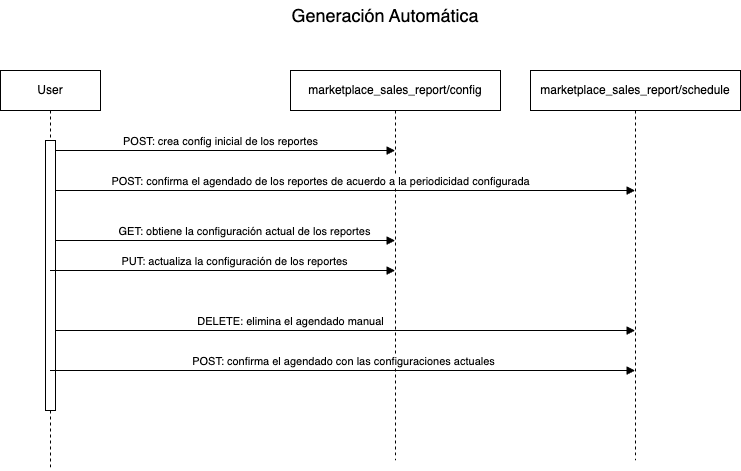 Generación Automática
User
marketplace_sales_report/config
marketplace_sales_report/schedule
POST: crea config inicial de los reportes
POST: confirma el agendado de los reportes de acuerdo a la periodicidad configurada
GET: obtiene la configuración actual de los reportes
PUT: actualiza la configuración de los reportes
DELETE: elimina el agendado manual
POST: confirma el agendado con las configuraciones actuales